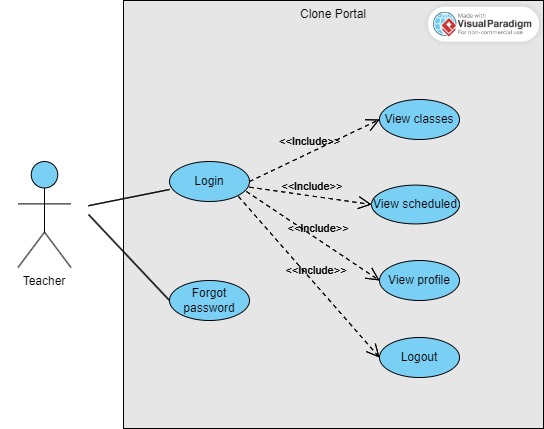 Clone Portal
Made with
Visual Paradigm
For non-commercial use
View classes
<<Include>>
Login
<<Include>>
View scheduled
<<Include>>
<<Include>>
View profile
Teacher
Forgot
password
Logout